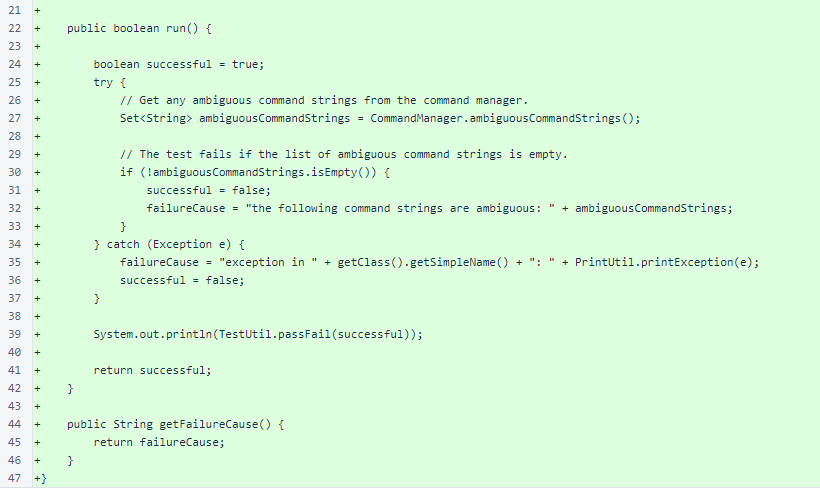 21 +
22 + public boolean run() {
23 +
24 + boolean successful = true;
25 + try {
26 + // Get any ambiguous command strings from the command manager.
27 + Set<String> ambiguousCommandStrings = CommandManager.ambiguousCommandStrings();
28 +
29 + // The test fails if the list of ambiguous command strings is empty.
30 + if (!ambiguousCommandStrings.isEmpty()) {
31 + successful = false;
32 + failureCause = "the following command strings are ambiguous: " + ambiguousCommandStrings;
33 + }
34 + } catch (Exception e) {
35 + failureCause = "exception in " + getClass().getSimpleName() + ": " + PrintUtil.printException(e);
36 + successful = false;
37 + }
38 +
39 + System.out.println(TestUtil.passFail(successful));
40 +
41 + return successful;
42 + }
43 +
44 + public String getFailureCause() {
45 + return failureCause;
46 + }
47 +}